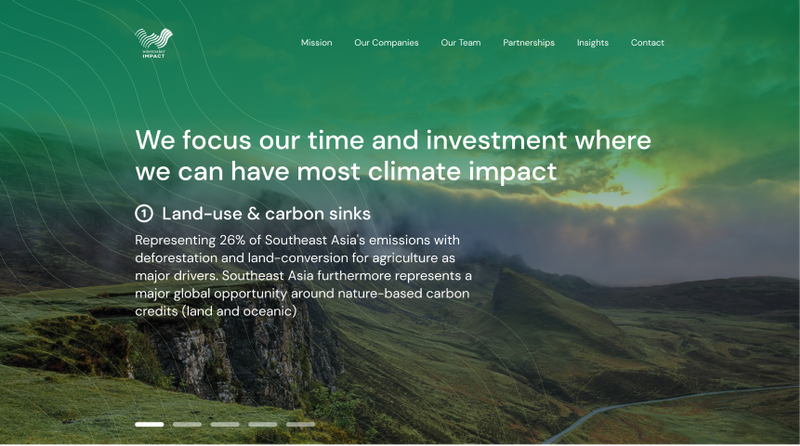 IMPACT
Mission
Our Companies
Our Team
Partnerships
Insights
Contact
We focus our time and investment where
we can have most climate impact
1 Land-use & carbon sinks
Representing 26% of Southeast Asia's emissions with
deforestation and land-conversion for agriculture as
major drivers. Southeast Asia furthermore represents a
major global opportunity around nature-based carbon
credits (land and oceanic)